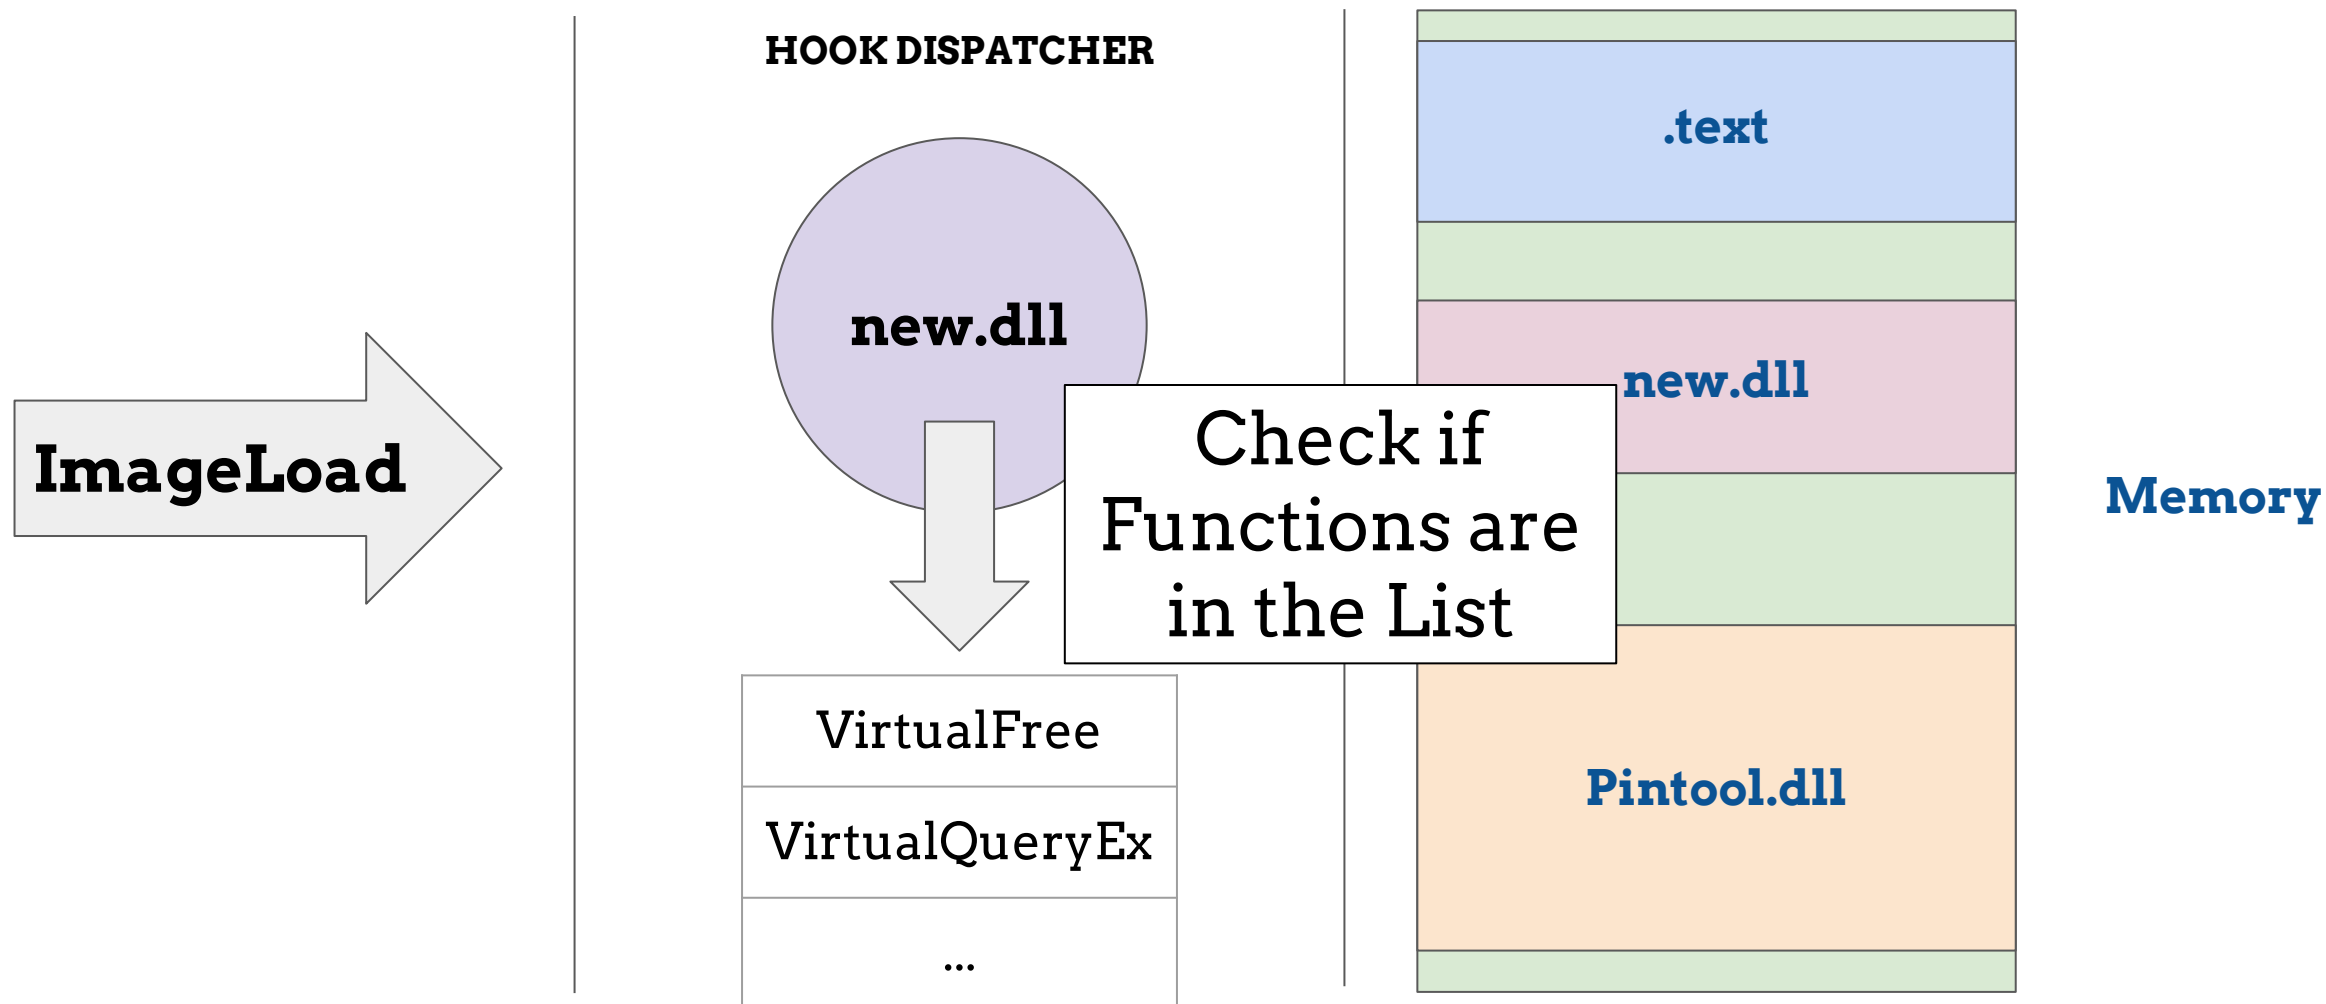 HOOK DISPATCHER
ImageLoad
new.dll
Check if
Functions are
in the List
VirtualFree
VirtualQueryEx
...
.text
new.dll
Pintool.dll
Memory